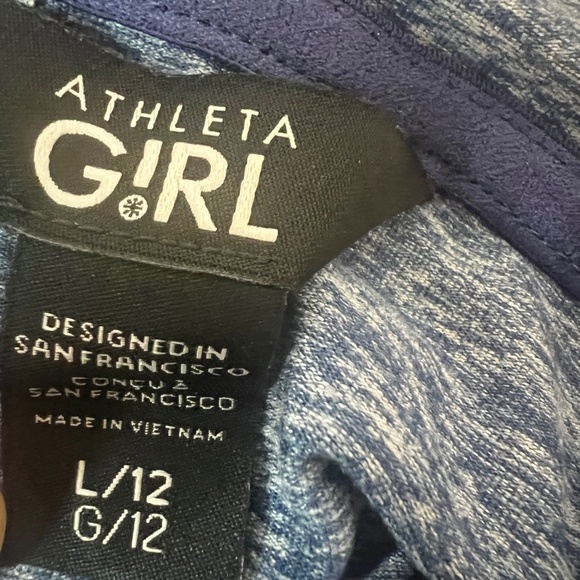 ATHLETA
G!RL
DESIGNED IN
SAN FRANCISCO
CONÇU À
SAN FRANCISCO
MADE IN VIETNAM
L/12
G/12